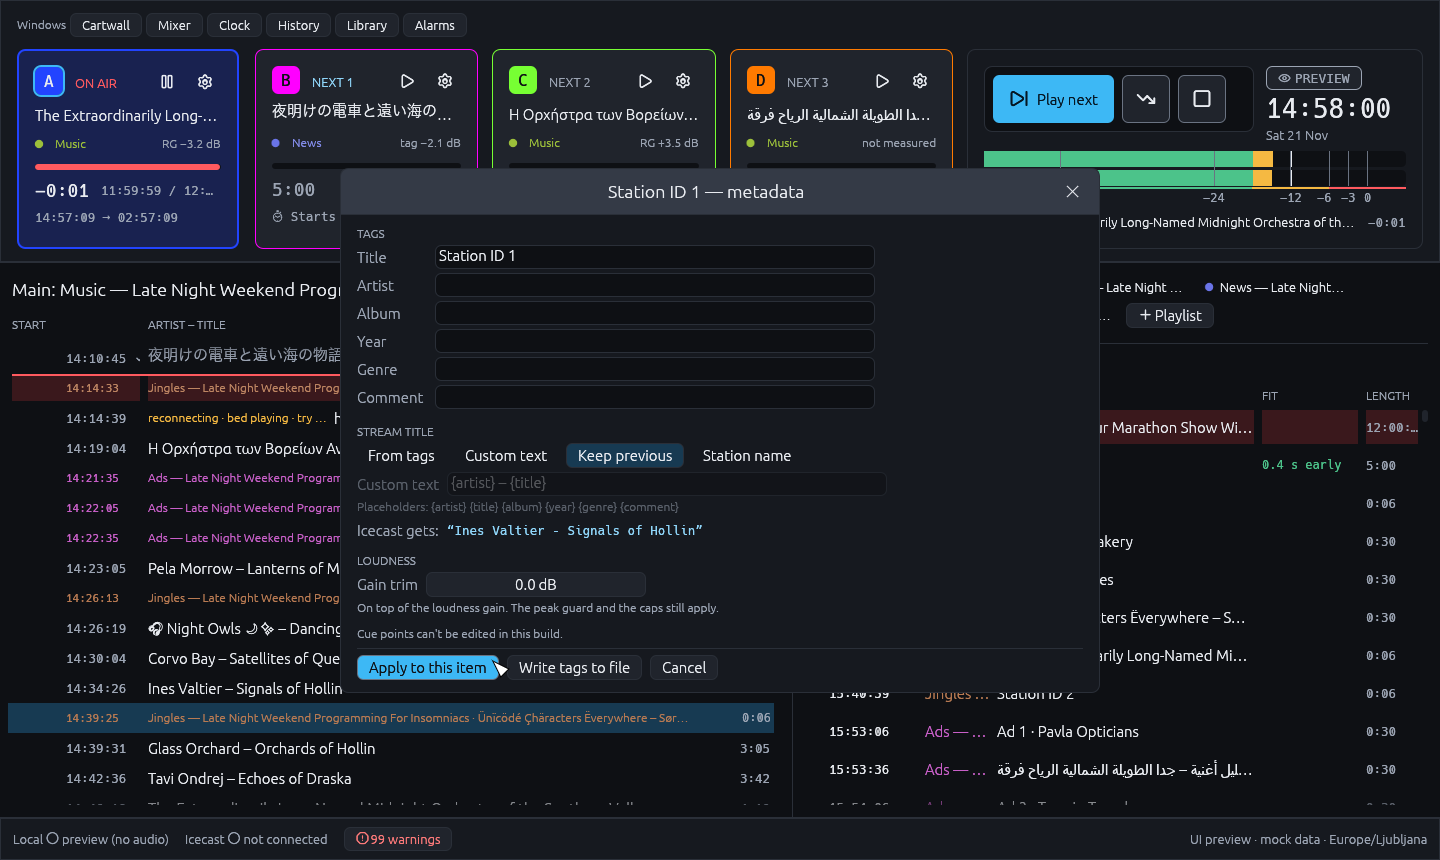 Windows Cartwall Mixer Clock History Library Alarms
A ON AIR
The Extraordinarily Long-…
Music RG −3.2 dB
−0:01 11:59:59 / 12:…
14:57:09 → 02:57:09
B NEXT 1
夜明けの電車と遠い海の…
News tag −2.1 dB
5:00
Starts
C NEXT 2
Η Ορχήστρα των Βορείων…
Music RG +3.5 dB
D NEXT 3
جدا الطويلة الشمالية الرياح فرقة…
Music not measured
Play next
PREVIEW
14:58:00
Sat 21 Nov
−24 −12 −6 −3 0
rily Long-Named Midnight Orchestra of th… −0:01
Station ID 1 — metadata
TAGS
Title Station ID 1
Artist
Album
Year
Genre
Comment
STREAM TITLE
From tags Custom text Keep previous Station name
Custom text {artist} – {title}
Placeholders: {artist} {title} {album} {year} {genre} {comment}
Icecast gets: “Ines Valtier - Signals of Hollin”
LOUDNESS
Gain trim 0.0 dB
On top of the loudness gain. The peak guard and the caps still apply.
Cue points can't be edited in this build.
Apply to this item Write tags to file Cancel
Main: Music — Late Night Weekend Progr
START ARTIST – TITLE
14:10:45 夜明けの電車と遠い海の物語
14:14:33 Jingles — Late Night Weekend Prog
14:14:39 reconnecting · bed playing · try …
14:19:04 Η Ορχήστρα των Βορείων Αν
14:21:35 Ads — Late Night Weekend Program
14:22:05 Ads — Late Night Weekend Program
14:22:35 Ads — Late Night Weekend Program
14:23:05 Pela Morrow – Lanterns of M
14:26:13 Jingles — Late Night Weekend Prog
14:26:19 🎧 Night Owls 🌙✨ – Dancing
14:30:04 Corvo Bay – Satellites of Que
14:34:26 Ines Valtier – Signals of Hollin
14:39:25 Jingles — Late Night Weekend Programming For Insomniacs · Ünïcödé Çhäracters Ëverywhere – Sør… 0:06
14:39:31 Glass Orchard – Orchards of Hollin 3:05
14:42:36 Tavi Ondrej – Echoes of Draska 3:42
– Late Night … News — Late Night…
… + Playlist
FIT LENGTH
ur Marathon Show Wi… 12:00:…
0.4 s early 5:00
0:06
akery 0:30
es 0:30
ters Ëverywhere – S… 0:30
rily Long-Named Mi… 0:06
15:40:59 Jingles … Station ID 2 0:06
15:53:06 Ads — … Ad 1 · Pavla Opticians 0:30
15:53:36 Ads — … جدا الطويلة الشمالية الرياح فرقة – ليل أغنية… 0:30
Local preview (no audio) Icecast not connected 99 warnings
UI preview · mock data · Europe/Ljubljana